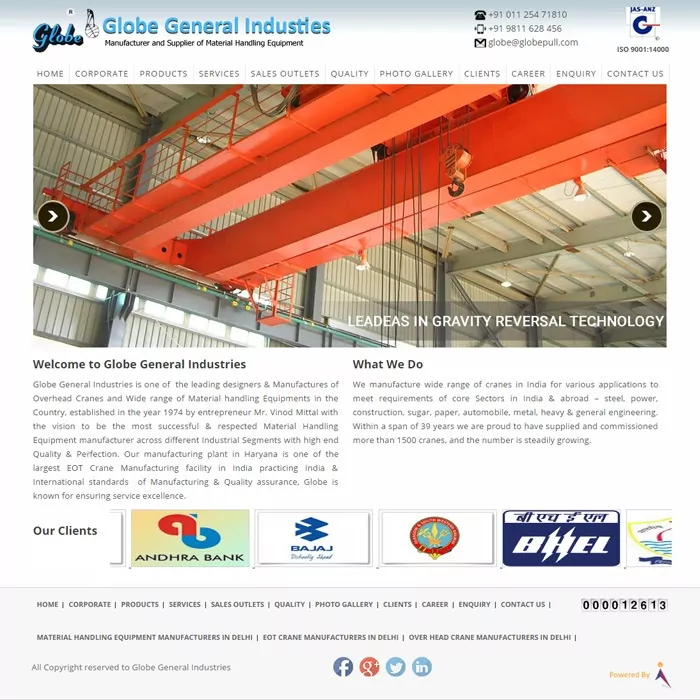 Globe
R
Globe General Industies
Manufacturer and Supplier of Material Handling Equipment
+91 011 254 71810
+91 9811 628 456
globe@globepull.com
JAS-ANZ
ISO 9001:14000
HOME CORPORATE PRODUCTS SERVICES SALES OUTLETS QUALITY PHOTO GALLERY CLIENTS CAREER ENQUIRY CONTACT US
LEADEAS IN GRAVITY REVERSAL TECHNOLOGY
Welcome to Globe General Industries
Globe General Industries is one of the leading designers & Manufactures of
Overhead Cranes and Wide range of Material handling Equipments in the
Country, established in the year 1974 by entrepreneur Mr. Vinod Mittal with
the vision to be the most successful & respected Material Handling
Equipment manufacturer across different Industrial Segments with high end
Quality & Perfection. Our manufacturing plant in Haryana is one of the
largest EOT Crane Manufacturing facility in India practicing India &
International standards of Manufacturing & Quality assurance, Globe is
known for ensuring service excellence.
What We Do
We manufacture wide range of cranes in India for various applications to
meet requirements of core Sectors in India & abroad – steel, power,
construction, sugar, paper, automobile, metal, heavy & general engineering.
Within a span of 39 years we are proud to have supplied and commissioned
more than 1500 cranes, and the number is steadily growing.
Our Clients
ANDHRA BANK
BAJAJ
बी एच ई एल
BHEL
HOME | CORPORATE | PRODUCTS | SERVICES | SALES OUTLETS | QUALITY | PHOTO GALLERY | CLIENTS | CAREER | ENQUIRY | CONTACT US |
000012613
MATERIAL HANDLING EQUIPMENT MANUFACTURERS IN DELHI | EOT CRANE MANUFACTURERS IN DELHI | OVER HEAD CRANE MANUFACTURERS IN DELHI |
All Copyright reserved to Globe General Industries
Powered By